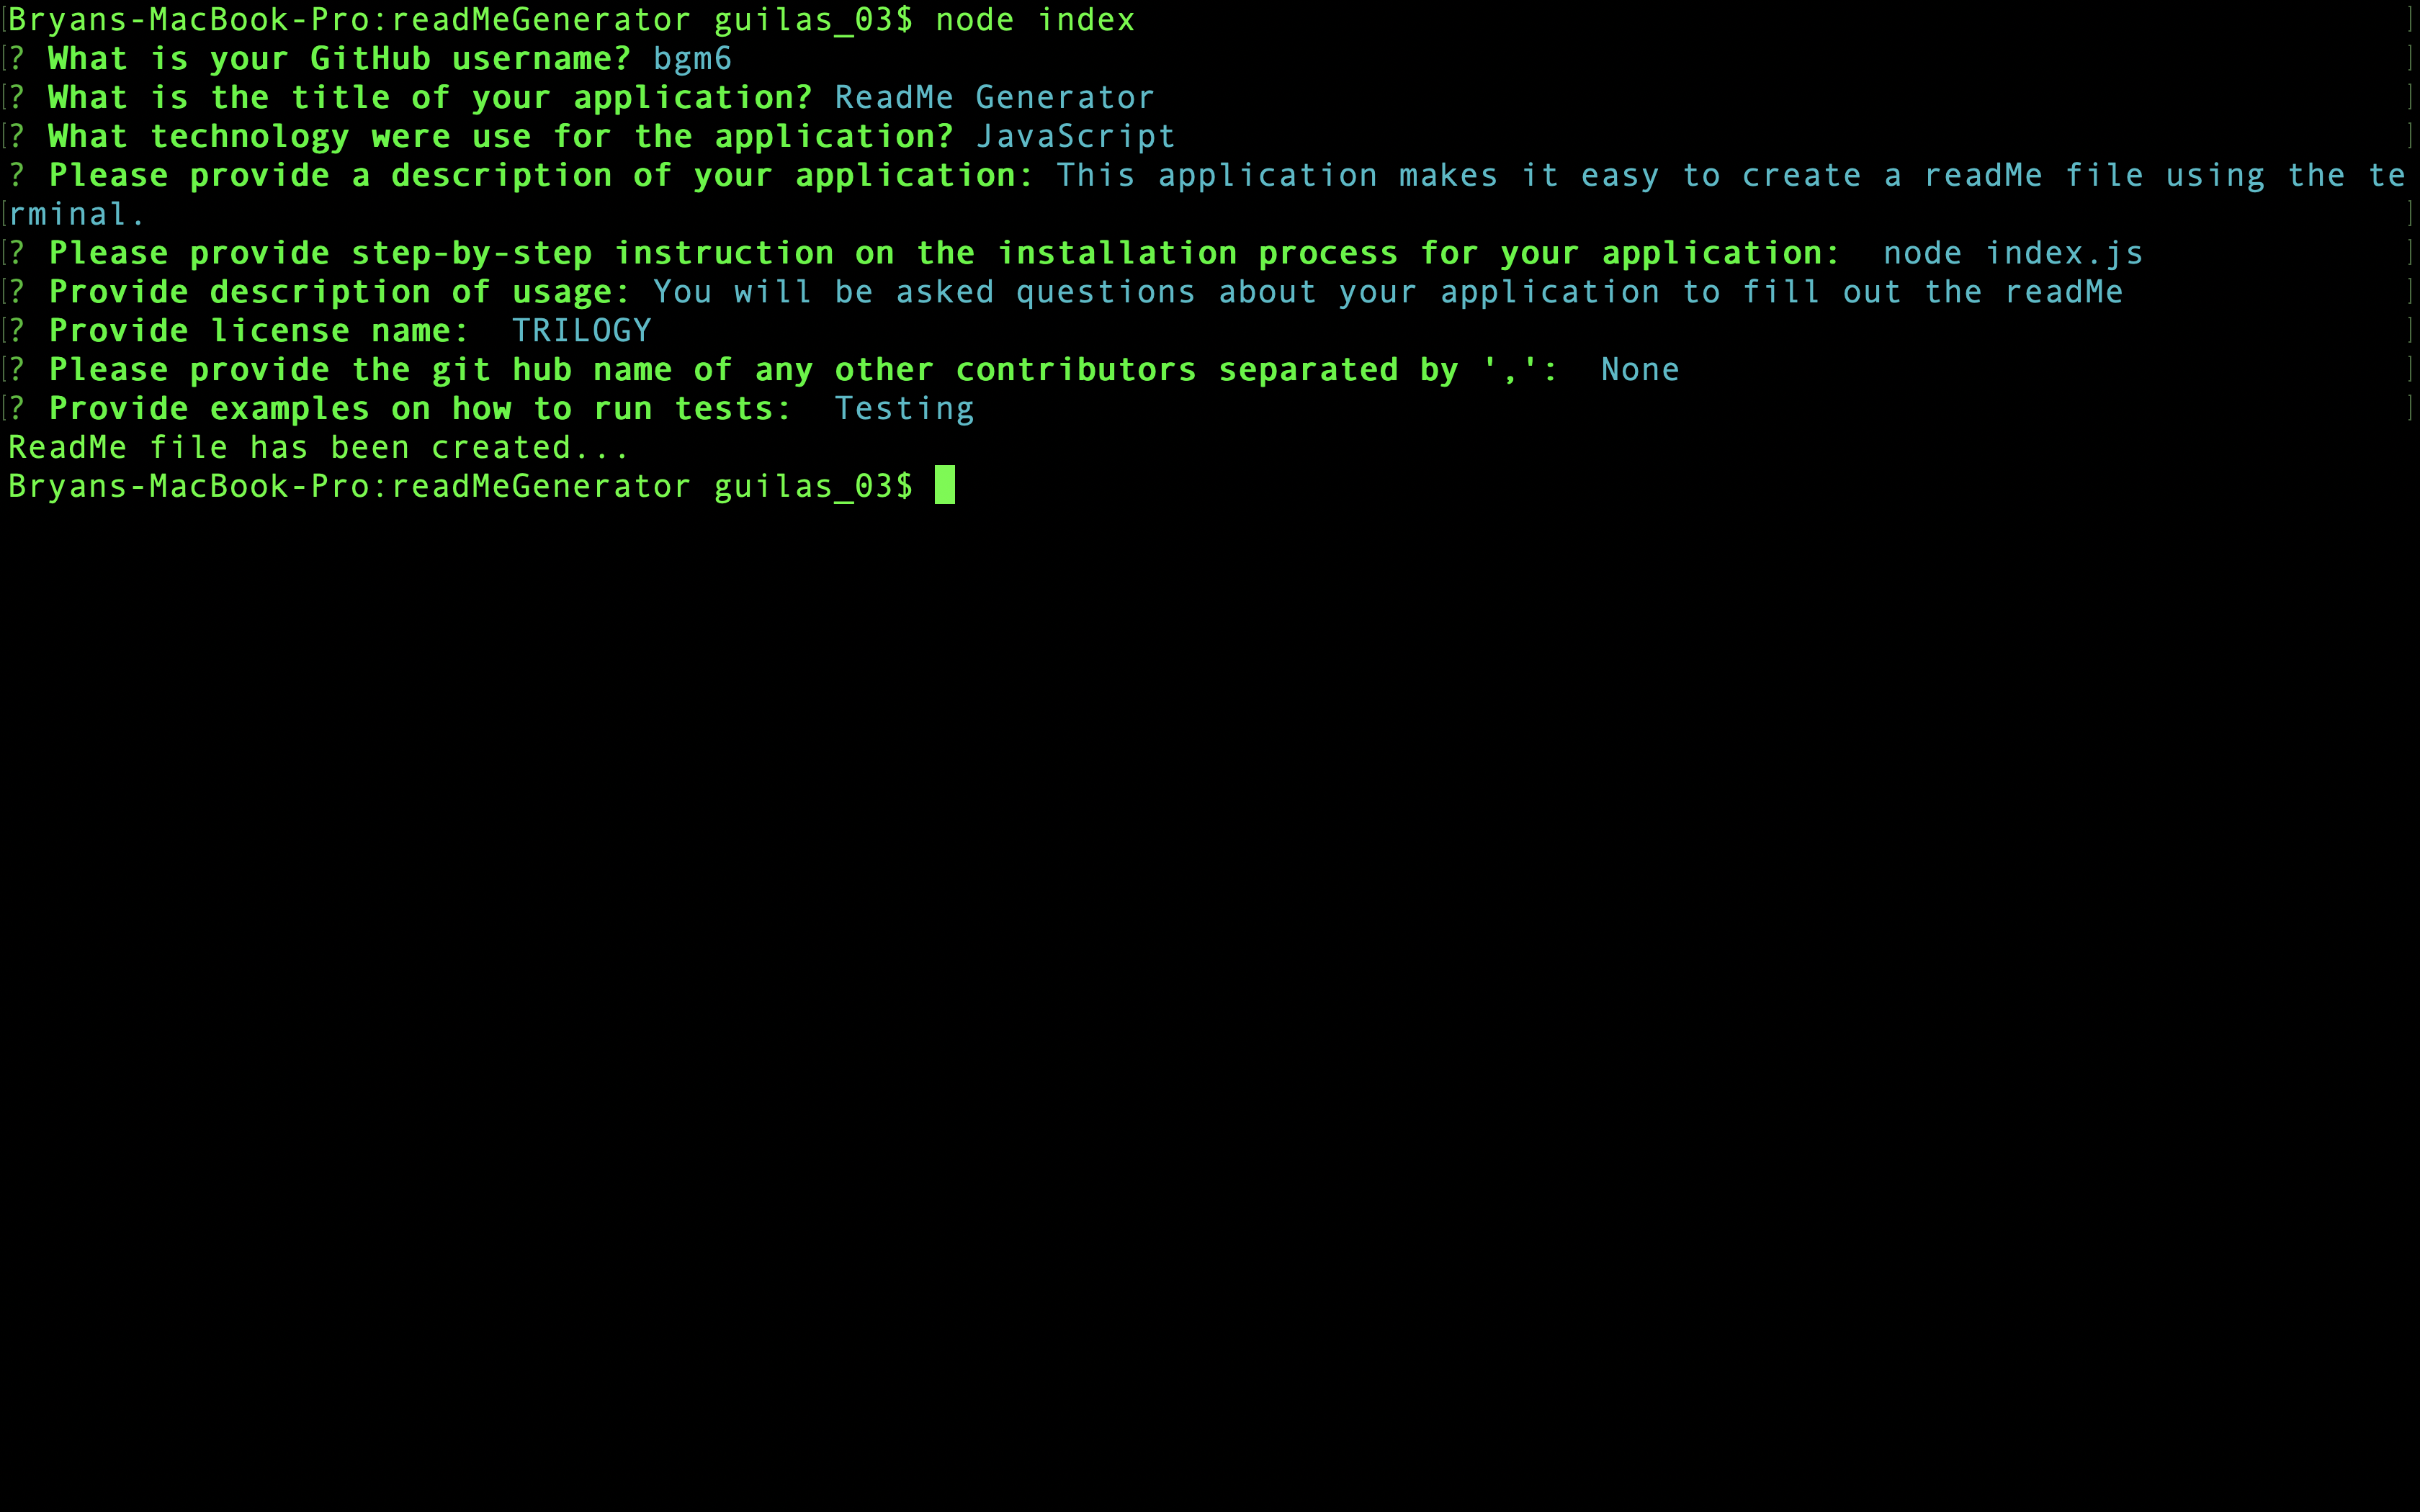 [Bryans-MacBook-Pro:readMeGenerator guilas_03$ node index ]
[? What is your GitHub username? bgm6 ]
[? What is the title of your application? ReadMe Generator ]
[? What technology were use for the application? JavaScript ]
? Please provide a description of your application: This application makes it easy to create a readMe file using the te
[rminal. ]
[? Please provide step-by-step instruction on the installation process for your application:  node index.js ]
[? Provide description of usage: You will be asked questions about your application to fill out the readMe ]
[? Provide license name:  TRILOGY ]
[? Please provide the git hub name of any other contributors separated by ',':  None ]
[? Provide examples on how to run tests:  Testing ]
ReadMe file has been created...
Bryans-MacBook-Pro:readMeGenerator guilas_03$